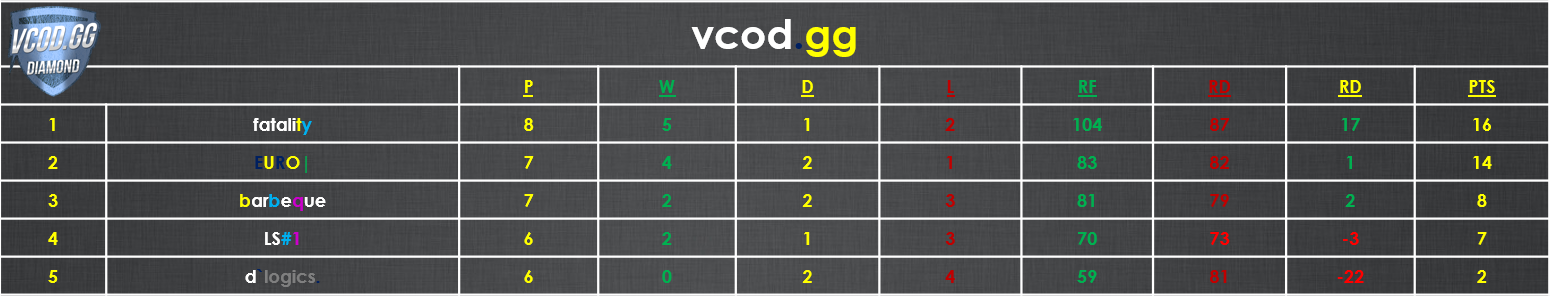 VCOD.GG
DIAMOND
vcod.gg
P W D L RF RD RD PTS
1 fatality 8 5 1 2 104 87 17 16
2 EURO| 7 4 2 1 83 82 1 14
3 barbeque 7 2 2 3 81 79 2 8
4 LS#1 6 2 1 3 70 73 -3 7
5 d`logics. 6 0 2 4 59 81 -22 2